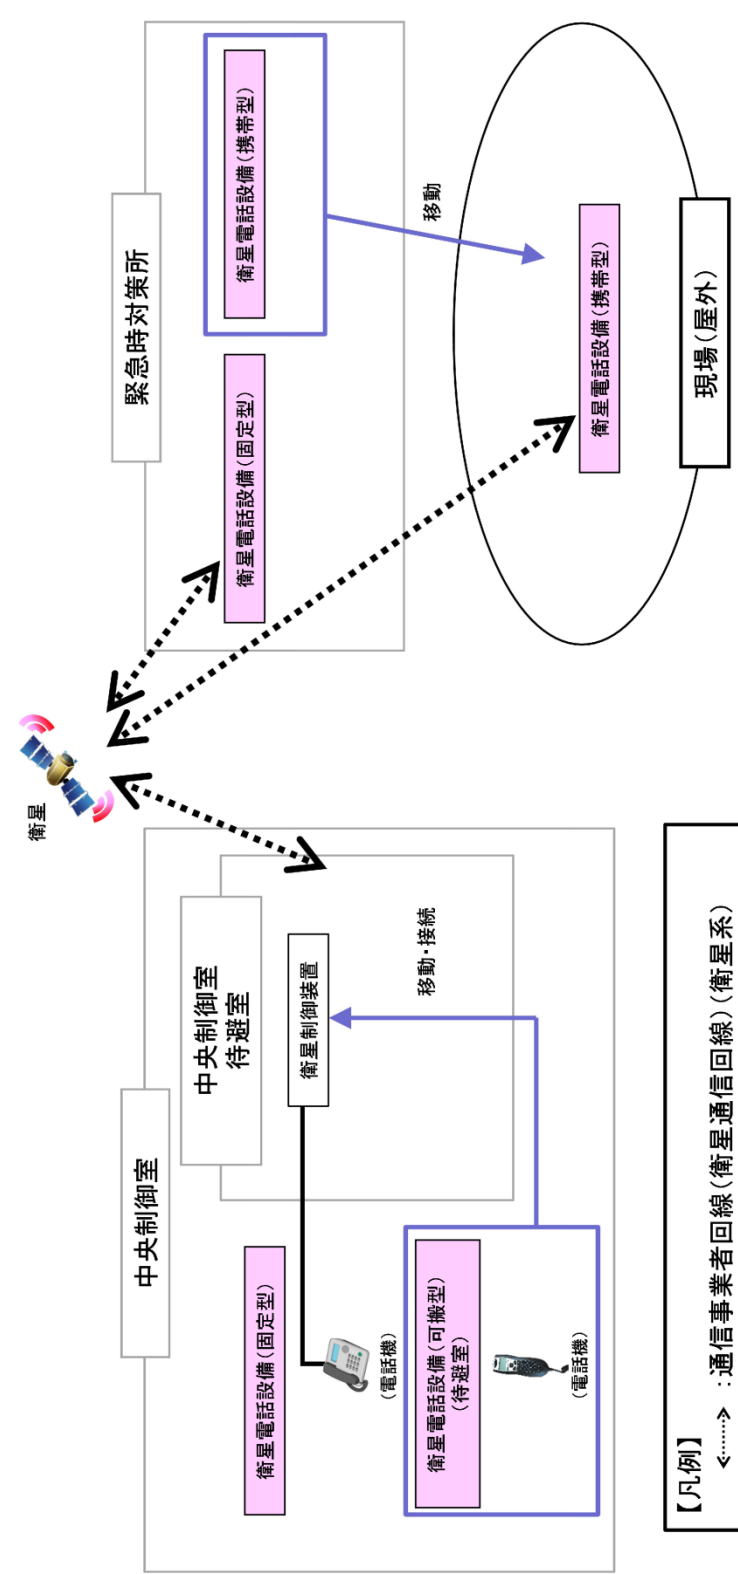 衛星
中央制御室
中央制御室
待避室
衛星電話設備(固定型)
衛星制御装置
(電話機)
衛星電話設備(可搬型)
(待避室)
(電話機)
移動・接続
緊急時対策所
衛星電話設備(固定型)
衛星電話設備(携帯型)
移動
衛星電話設備(携帯型)
現場(屋外)
【凡例】
:通信事業者回線(衛星通信回線)(衛星系)